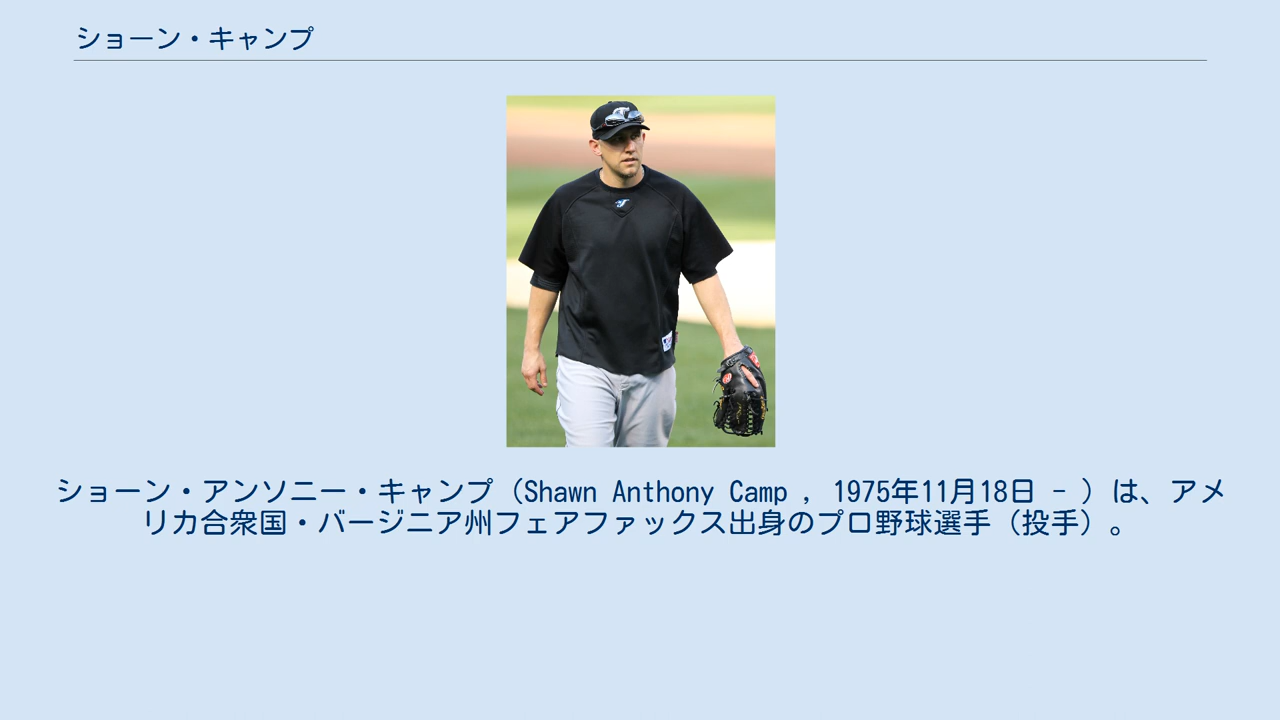 ショーン・キャンプ
ショーン・アンソニー・キャンプ（Shawn Anthony Camp , 1975年11月18日 - ）は、アメ
リカ合衆国・バージニア州フェアファックス出身のプロ野球選手（投手）。